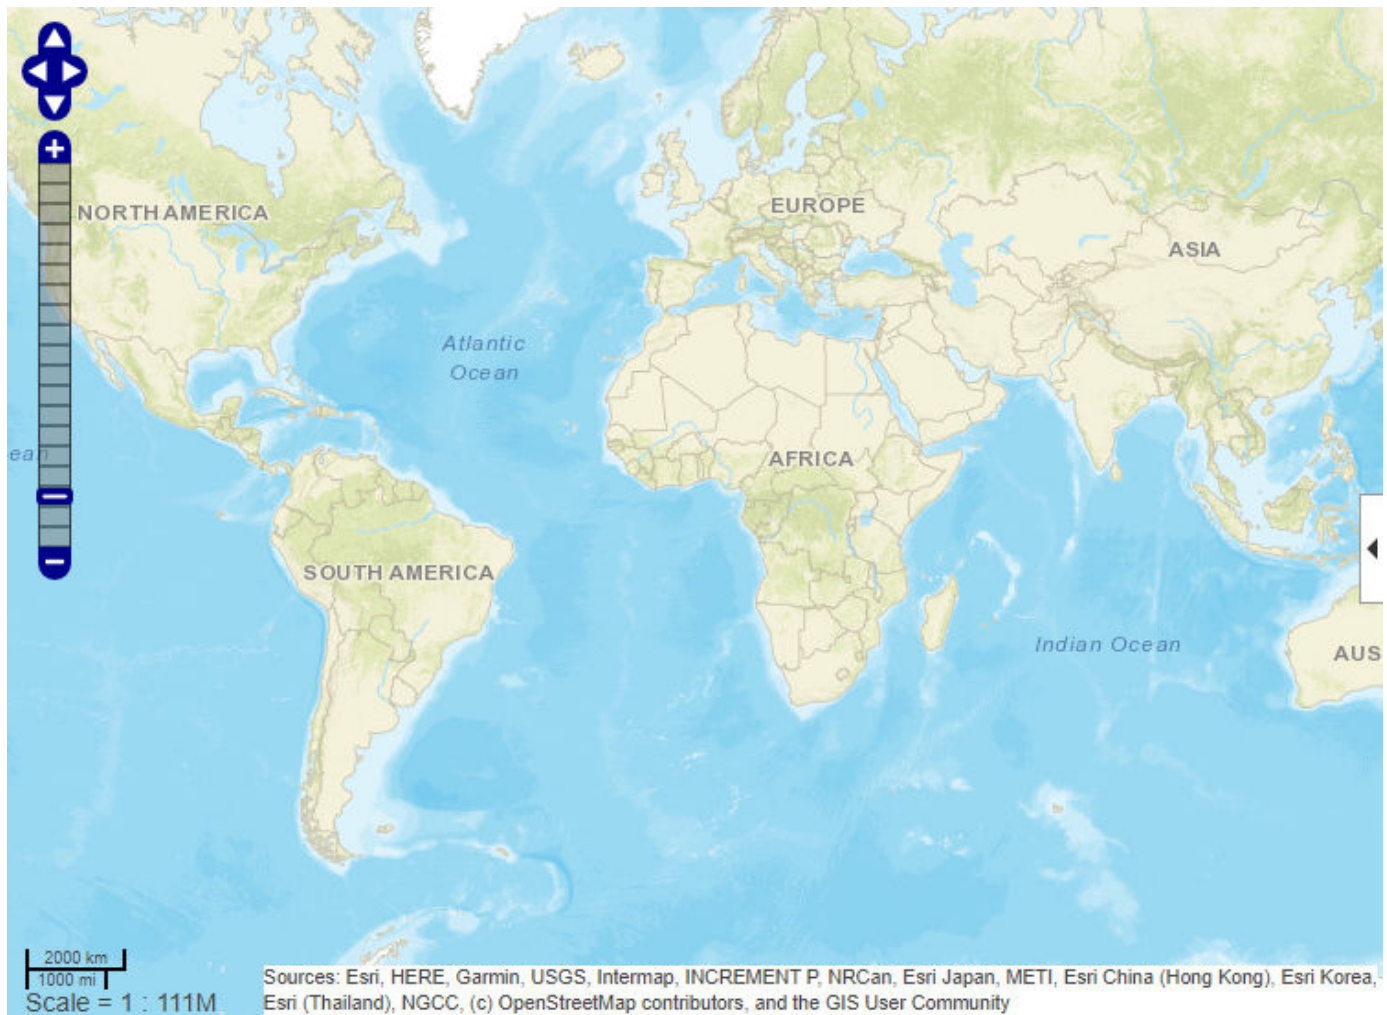 NORTH AMERICA
EUROPE
ASIA
Atlantic
Ocean
ean
AFRICA
SOUTH AMERICA
Indian Ocean
AUS
2000 km
1000 mi
Scale = 1 : 111M
Sources: Esri, HERE, Garmin, USGS, Intermap, INCREMENT P, NRCan, Esri Japan, METI, Esri China (Hong Kong), Esri Korea,
Esri (Thailand), NGCC, (c) OpenStreetMap contributors, and the GIS User Community